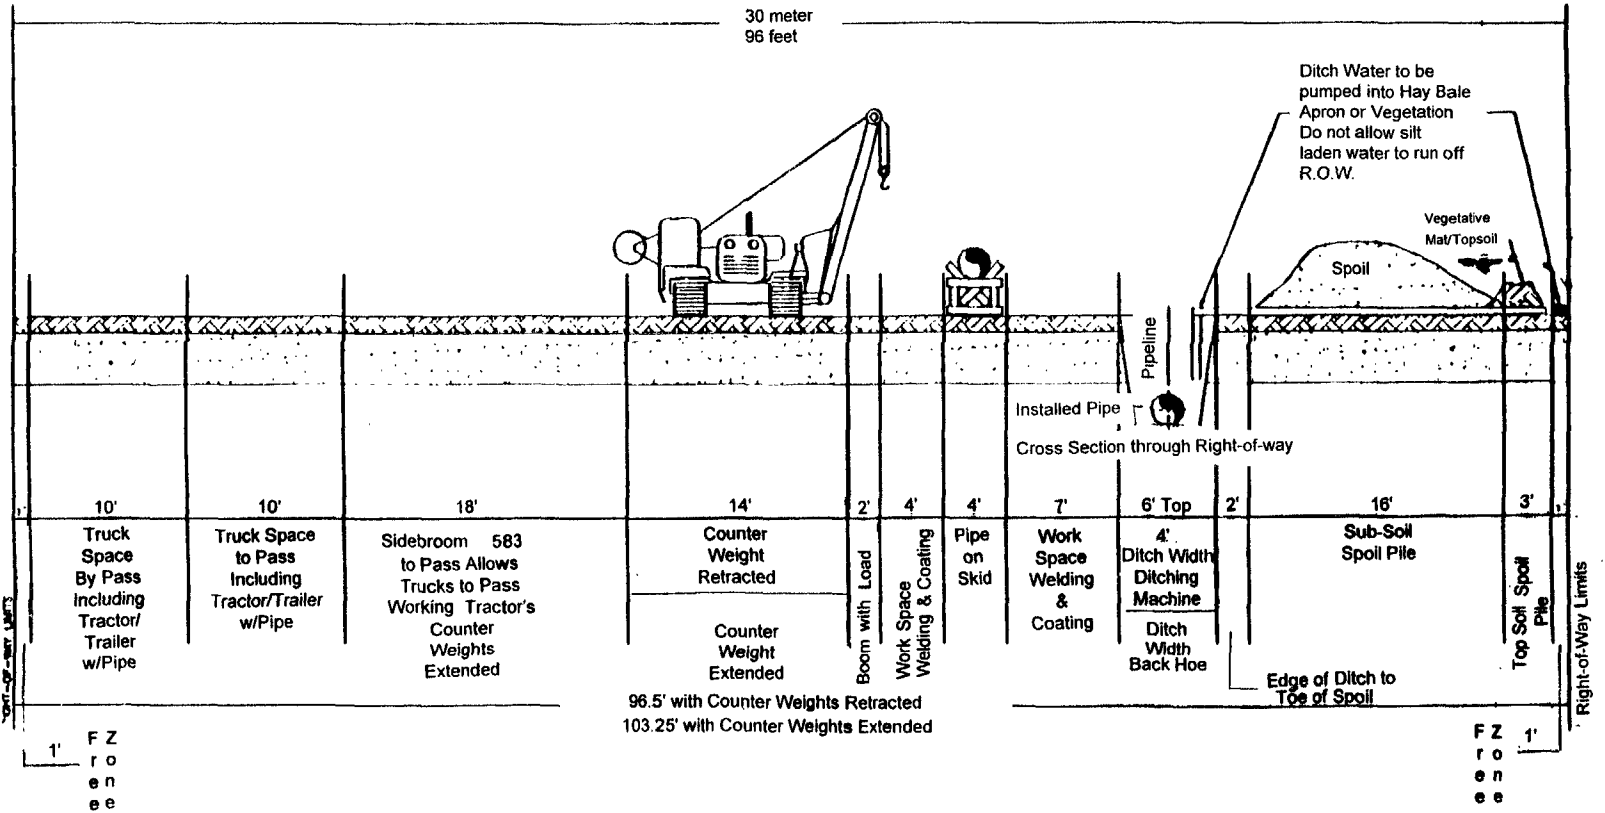 30 meter
96 feet
Ditch Water to be
pumped into Hay Bale
Apron or Vegetation
Do not allow silt
laden water to run off
R.O.W.
Vegetative
Mat/Topsoil
Spoil
Pipeline
Installed Pipe
Cross Section through Right-of-way
1'
10'
10'
18'
14'
2'
4'
4'
7'
6' Top
2'
16'
3'
1'
Truck
Space
By Pass
Including
Tractor/
Trailer
w/Pipe
Truck Space
to Pass
Including
Tractor/Trailer
w/Pipe
Sidebroom 583
to Pass Allows
Trucks to Pass
Working Tractor's
Counter
Weights
Extended
Counter
Weight
Retracted
Counter
Weight
Extended
Boom with Load
Work Space
Welding & Coating
Pipe
on
Skid
Work
Space
Welding
&
Coating
4'
Ditch Width
Ditching
Machine
Ditch
Width
Back Hoe
Edge of Ditch to
Toe of Spoil
Sub-Soil
Spoil Pile
Top Soil Spoil
Pile
Right-of-Way Limits
LIMITS
96.5' with Counter Weights Retracted
103.25' with Counter Weights Extended
1'
Free
Zone
Free
Zone
1'